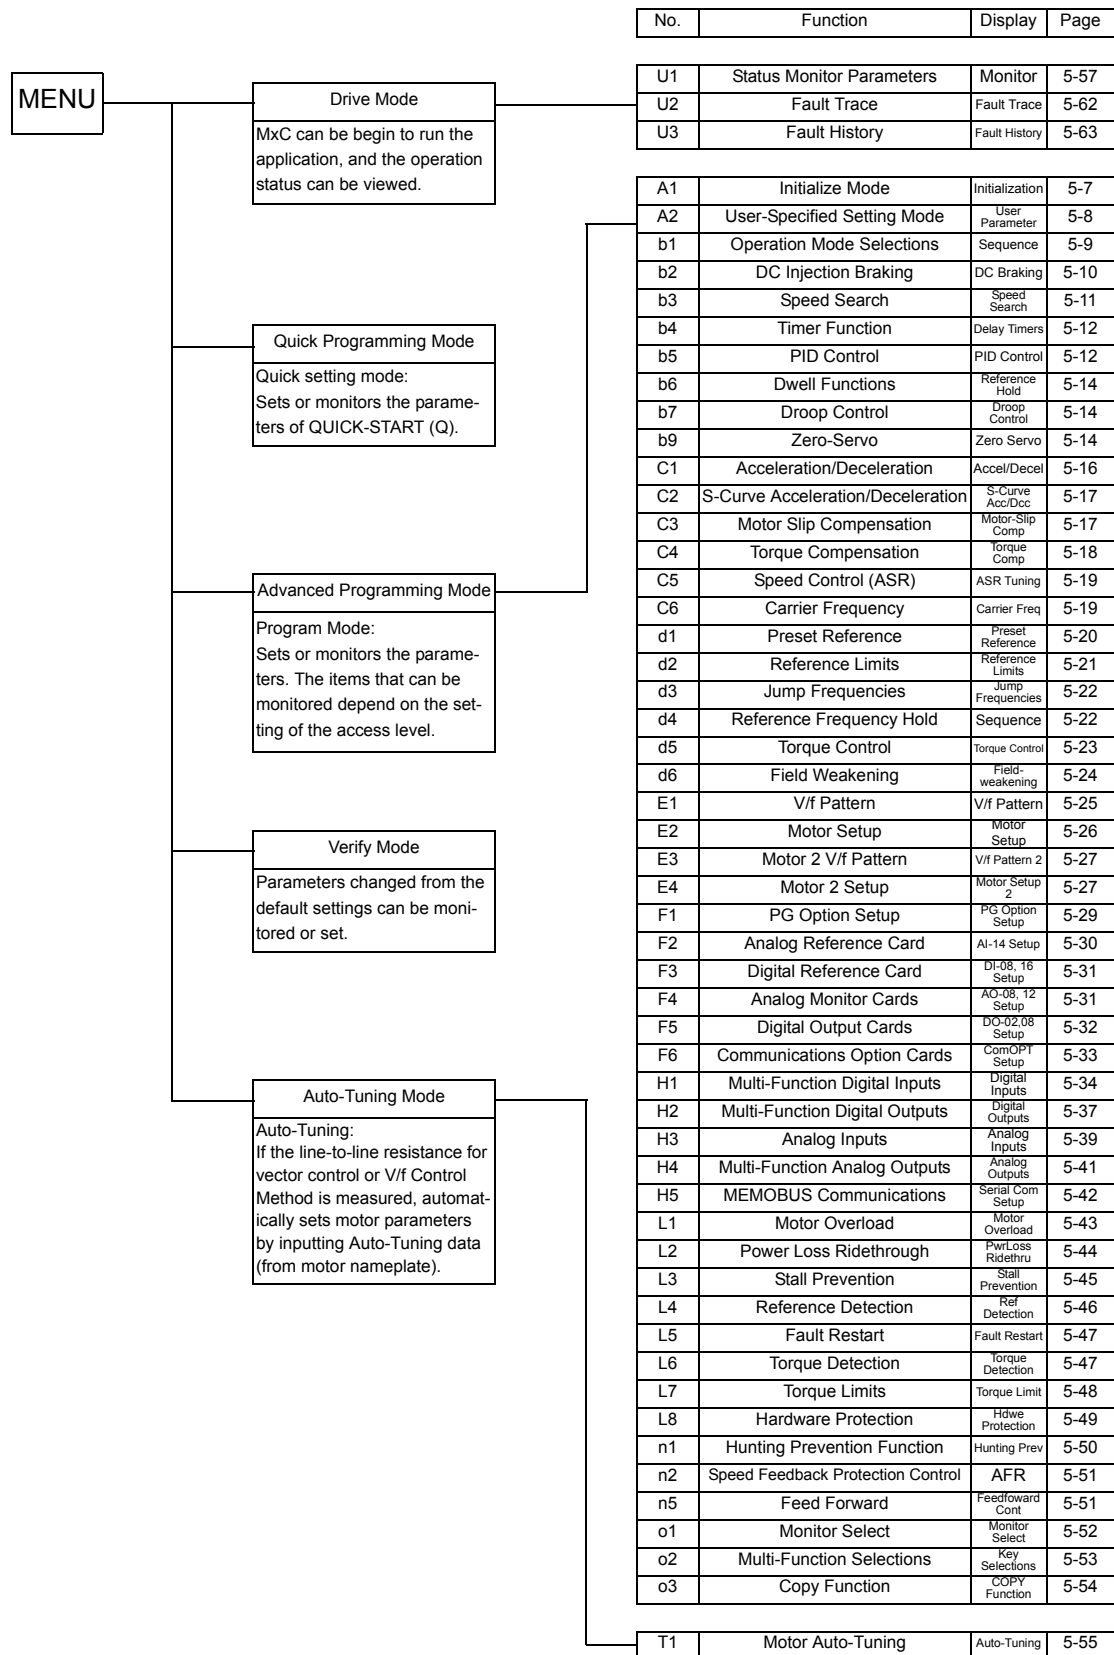 No. Function Display Page
MENU
Drive Mode
MxC can be begin to run the
application, and the operation
status can be viewed.
Quick Programming Mode
Quick setting mode:
Sets or monitors the parame-
ters of QUICK-START (Q).
Advanced Programming Mode
Program Mode:
Sets or monitors the parame-
ters. The items that can be
monitored depend on the set-
ting of the access level.
Verify Mode
Parameters changed from the
default settings can be moni-
tored or set.
Auto-Tuning Mode
Auto-Tuning:
If the line-to-line resistance for
vector control or V/f Control
Method is measured, automat-
ically sets motor parameters
by inputting Auto-Tuning data
(from motor nameplate).
U1 Status Monitor Parameters Monitor 5-57
U2 Fault Trace Fault Trace 5-62
U3 Fault History Fault History 5-63
A1 Initialize Mode Initialization 5-7
A2 User-Specified Setting Mode User Parameter 5-8
b1 Operation Mode Selections Sequence 5-9
b2 DC Injection Braking DC Braking 5-10
b3 Speed Search Speed Search 5-11
b4 Timer Function Delay Timers 5-12
b5 PID Control PID Control 5-12
b6 Dwell Functions Reference Hold 5-14
b7 Droop Control Droop Control 5-14
b9 Zero-Servo Zero Servo 5-14
C1 Acceleration/Deceleration Accel/Decel 5-16
C2 S-Curve Acceleration/Deceleration S-Curve Acc/Dcc 5-17
C3 Motor Slip Compensation Motor-Slip Comp 5-17
C4 Torque Compensation Torque Comp 5-18
C5 Speed Control (ASR) ASR Tuning 5-19
C6 Carrier Frequency Carrier Freq 5-19
d1 Preset Reference Preset Reference 5-20
d2 Reference Limits Reference Limits 5-21
d3 Jump Frequencies Jump Frequencies 5-22
d4 Reference Frequency Hold Sequence 5-22
d5 Torque Control Torque Control 5-23
d6 Field Weakening Field-weakening 5-24
E1 V/f Pattern V/f Pattern 5-25
E2 Motor Setup Motor Setup 5-26
E3 Motor 2 V/f Pattern V/f Pattern 2 5-27
E4 Motor 2 Setup Motor Setup 2 5-27
F1 PG Option Setup PG Option Setup 5-29
F2 Analog Reference Card AI-14 Setup 5-30
F3 Digital Reference Card DI-08, 16 Setup 5-31
F4 Analog Monitor Cards AO-08, 12 Setup 5-31
F5 Digital Output Cards DO-02,08 Setup 5-32
F6 Communications Option Cards ComOPT Setup 5-33
H1 Multi-Function Digital Inputs Digital Inputs 5-34
H2 Multi-Function Digital Outputs Digital Outputs 5-37
H3 Analog Inputs Analog Inputs 5-39
H4 Multi-Function Analog Outputs Analog Outputs 5-41
H5 MEMOBUS Communications Serial Com Setup 5-42
L1 Motor Overload Motor Overload 5-43
L2 Power Loss Ridethrough PwrLoss Ridethru 5-44
L3 Stall Prevention Stall Prevention 5-45
L4 Reference Detection Ref Detection 5-46
L5 Fault Restart Fault Restart 5-47
L6 Torque Detection Torque Detection 5-47
L7 Torque Limits Torque Limit 5-48
L8 Hardware Protection Hdwe Protection 5-49
n1 Hunting Prevention Function Hunting Prev 5-50
n2 Speed Feedback Protection Control AFR 5-51
n5 Feed Forward Feedfoward Cont 5-51
o1 Monitor Select Monitor Select 5-52
o2 Multi-Function Selections Key Selections 5-53
o3 Copy Function COPY Function 5-54
T1 Motor Auto-Tuning Auto-Tuning 5-55